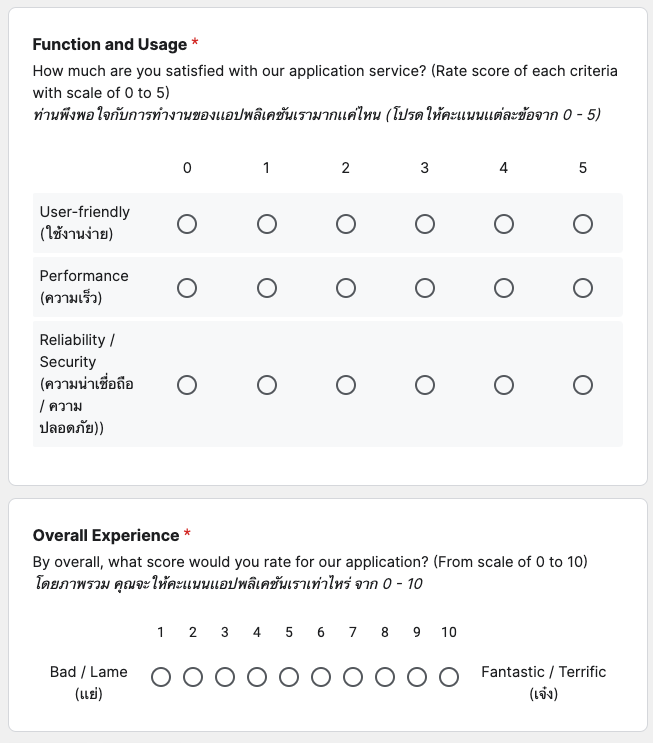 Function and Usage *
How much are you satisfied with our application service? (Rate score of each criteria
with scale of 0 to 5)
ท่านพึงพอใจกับการทำงานของแอปพลิเคชันเรามากแค่ไหน (โปรดให้คะแนนแต่ละข้อจาก 0 - 5)
0 1 2 3 4 5
User-friendly
(ใช้งานง่าย)
Performance
(ความเร็ว)
Reliability /
Security
(ความน่าเชื่อถือ
/ ความ
ปลอดภัย))
Overall Experience *
By overall, what score would you rate for our application? (From scale of 0 to 10)
โดยภาพรวม คุณจะให้คะแนนแอปพลิเคชันเราเท่าไหร่ จาก 0 - 10
1 2 3 4 5 6 7 8 9 10
Bad / Lame
(แย่)
Fantastic / Terrific
(เจ๋ง)